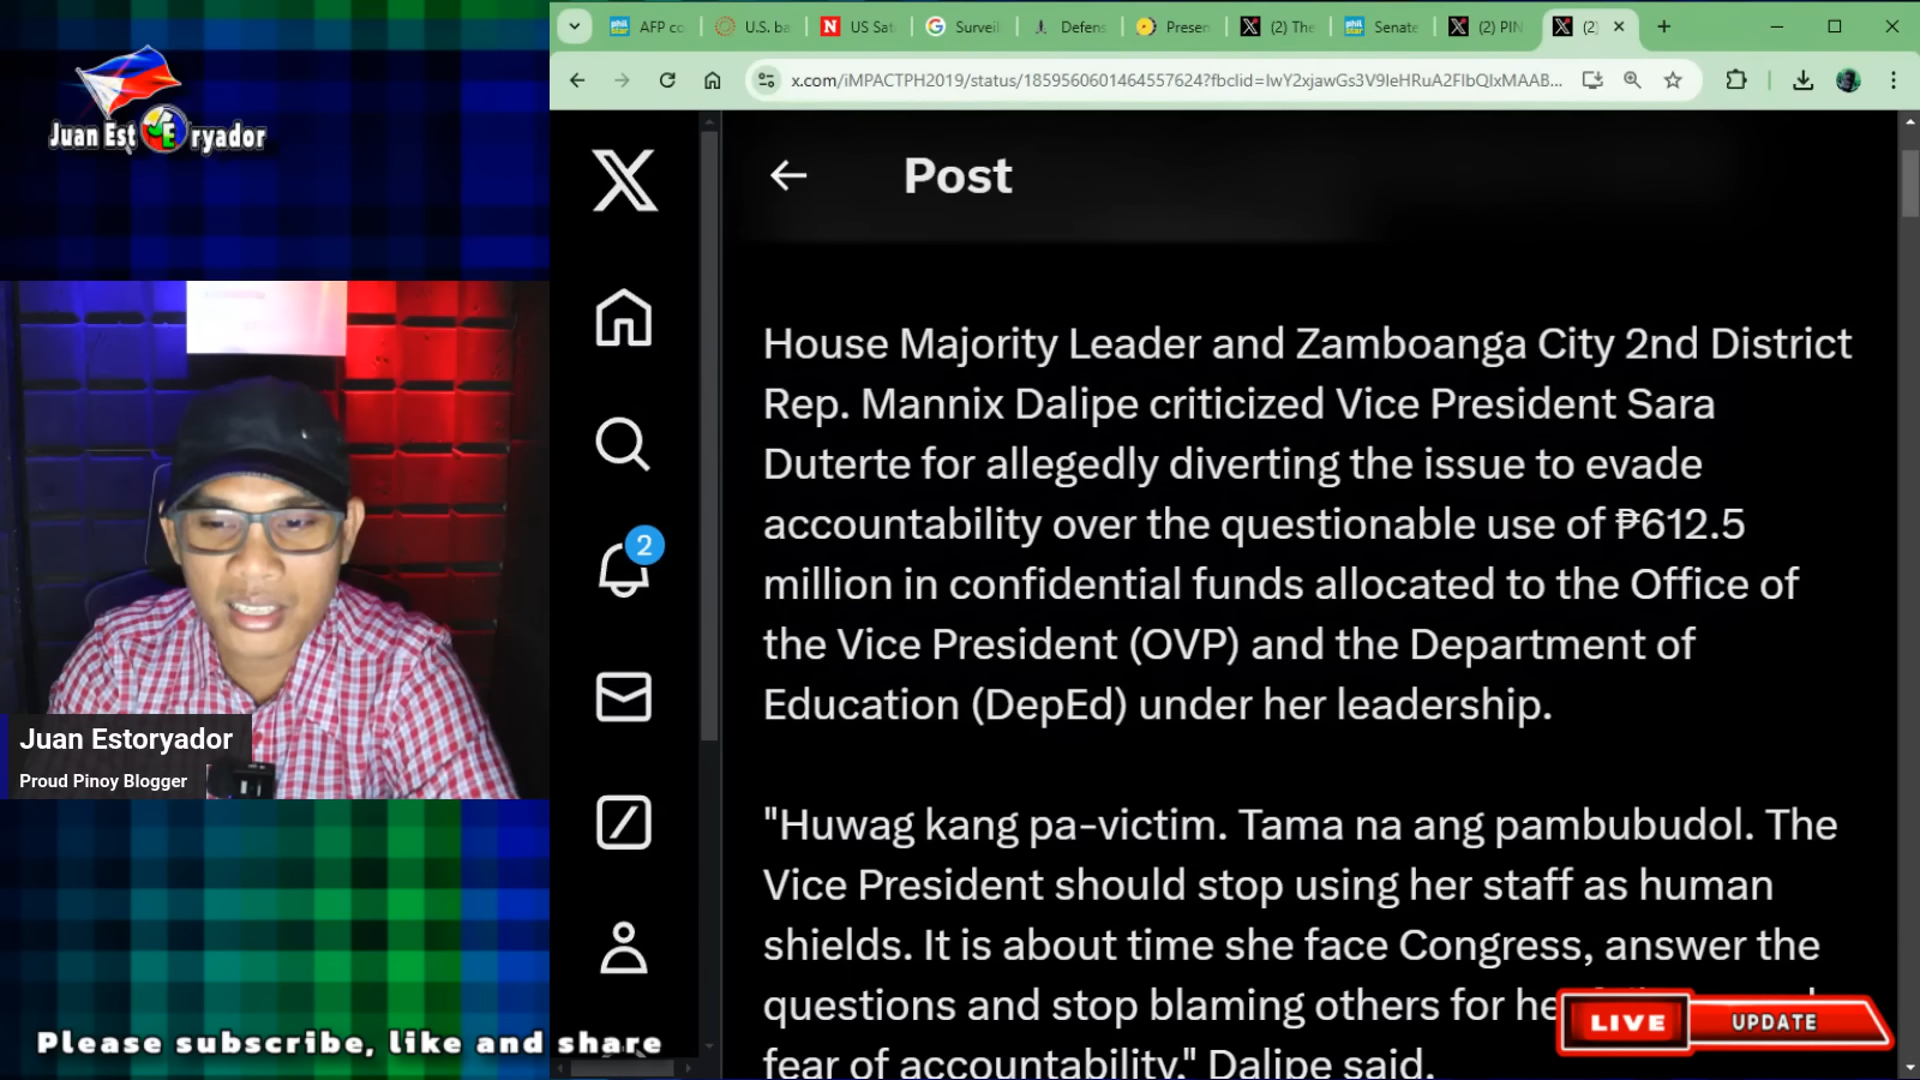 Juan Est E ryador
AFP co
U.S. ba
US Sat
Surveil
Defens
Presen
(2) The
Senate
(2) PIN
(2)
x.com/iMPACTPH2019/status/1859560601464557624?fbclid=IwY2xjawGs3V9leHRuA2FlbQIxMAAB...
Post
2
House Majority Leader and Zamboanga City 2nd District
Rep. Mannix Dalipe criticized Vice President Sara
Duterte for allegedly diverting the issue to evade
accountability over the questionable use of ₱612.5
million in confidential funds allocated to the Office of
the Vice President (OVP) and the Department of
Education (DepEd) under her leadership.
"Huwag kang pa-victim. Tama na ang pambubudol. The
Vice President should stop using her staff as human
shields. It is about time she face Congress, answer the
questions and stop blaming others for he
fear of accountability," Dalipe said.
Juan Estoryador
Proud Pinoy Blogger
Please subscribe, like and share
LIVE UPDATE